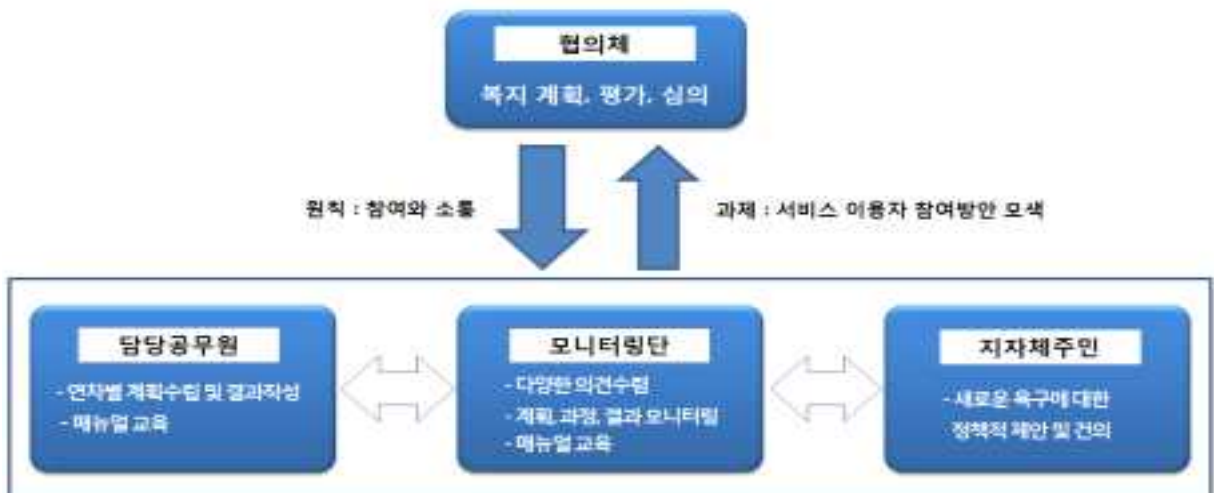 협의체
복지 계획, 평가, 심의
원칙 : 참여와 소통
과제 : 서비스 이용자 참여방안 모색
담당공무원
- 연차별 계획수립 및 결과작성
- 매뉴얼 교육
모니터링단
- 다양한 의견수렴
- 계획, 과정, 결과 모니터링
- 매뉴얼 교육
지자체주민
- 새로운 욕구에 대한
정책적 제안 및 건의